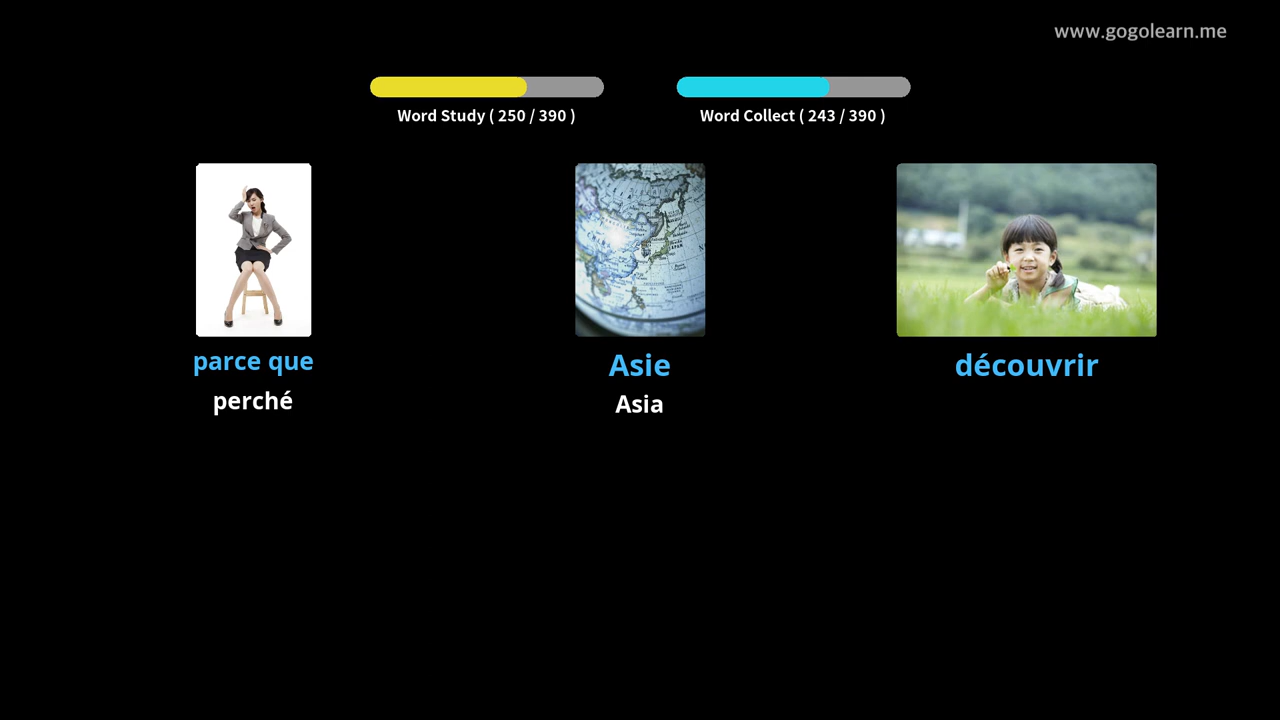 www.gogolearn.me
Word Study ( 250 / 390 )
Word Collect ( 243 / 390 )
parce que
perché
Asie
Asia
découvrir